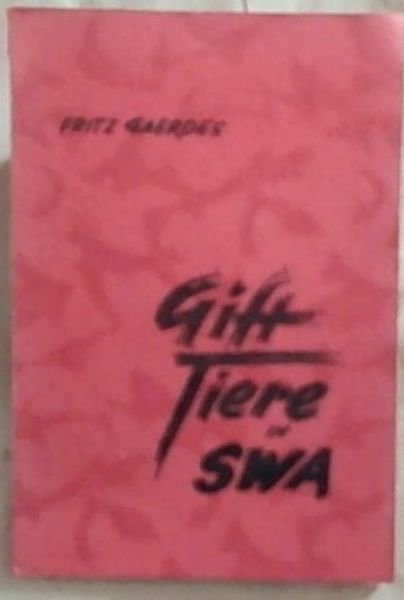 FRITZ GAERDES
Gift
Tiere
in
SWA